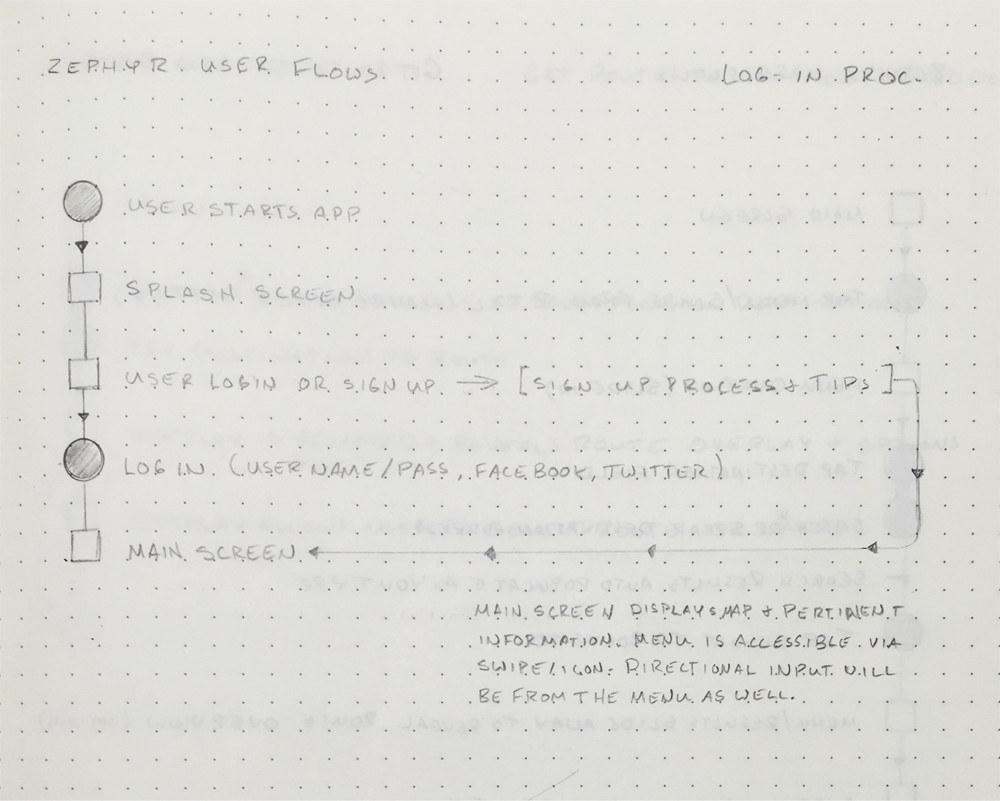 ZEPHYR USER FLOWS.
LOG-IN PROC.
USER STARTS APP
SPLASH SCREEN
USER LOGIN OR SIGN UP → [SIGN UP PROCESS + TIPS]
LOG IN (USER NAME/PASS, FACEBOOK, TWITTER)
MAIN SCREEN
MAIN SCREEN DISPLAYS MAP + PERTINENT
INFORMATION. MENU IS ACCESSIBLE VIA
SWIPE/ICON. DIRECTIONAL INPUT WILL
BE FROM THE MENU AS WELL.